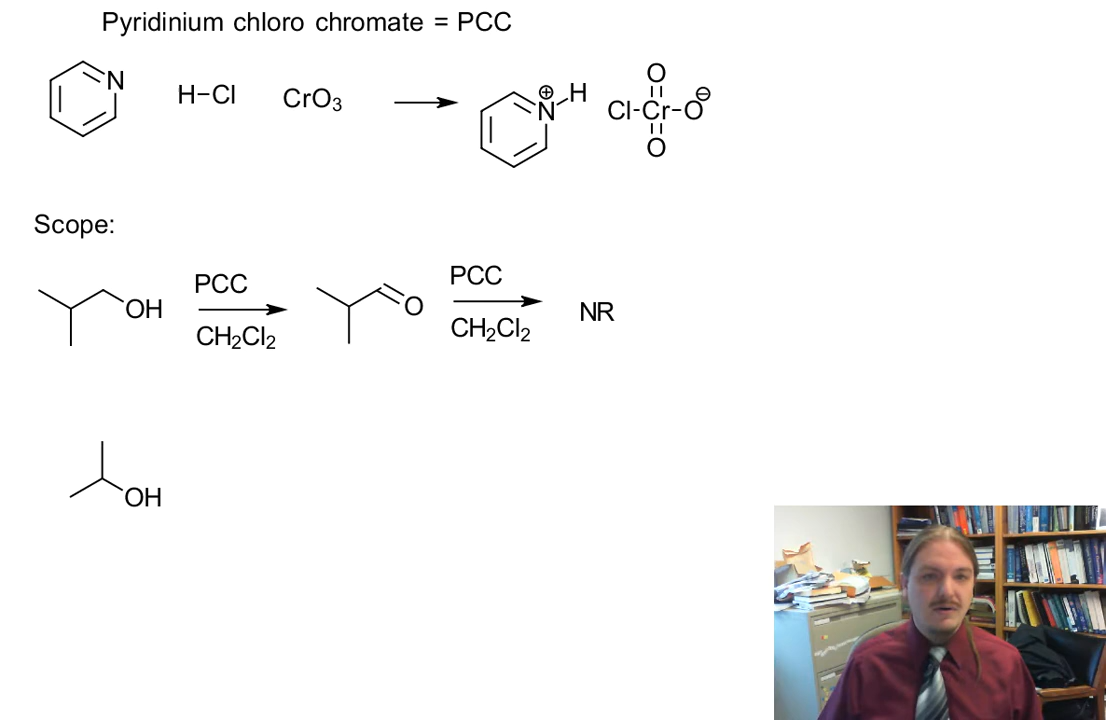 Pyridinium chloro chromate = PCC
N H-Cl CrO3 N ⊕ H O Cl-Cr-O ⊖ O
Scope:
OH PCC CH2Cl2 O PCC CH2Cl2 NR
OH